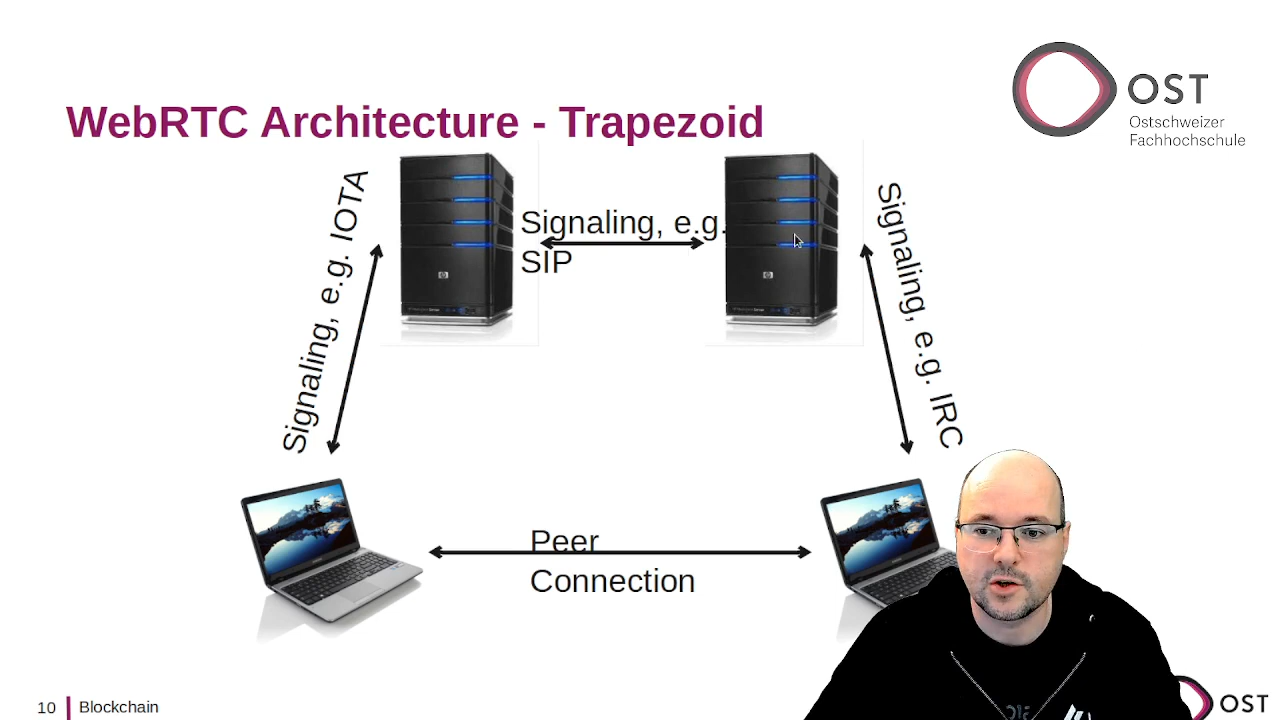 WebRTC Architecture - Trapezoid
OST
Ostschweizer
Fachhochschule
Signaling, e.g. IOTA
Signaling, e.g.
SIP
Signaling, e.g. IRC
Peer
Connection
10
Blockchain
OST